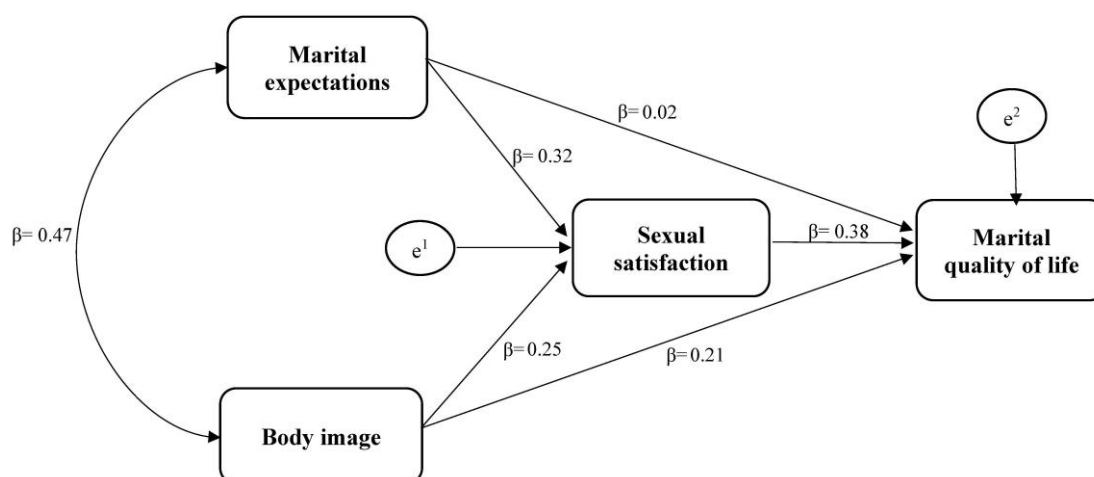 Marital
expectations
β= 0.02
e²
β= 0.32
β= 0.47
Sexual
satisfaction
β= 0.38
Marital
quality of life
e¹
β= 0.25
β= 0.21
Body image